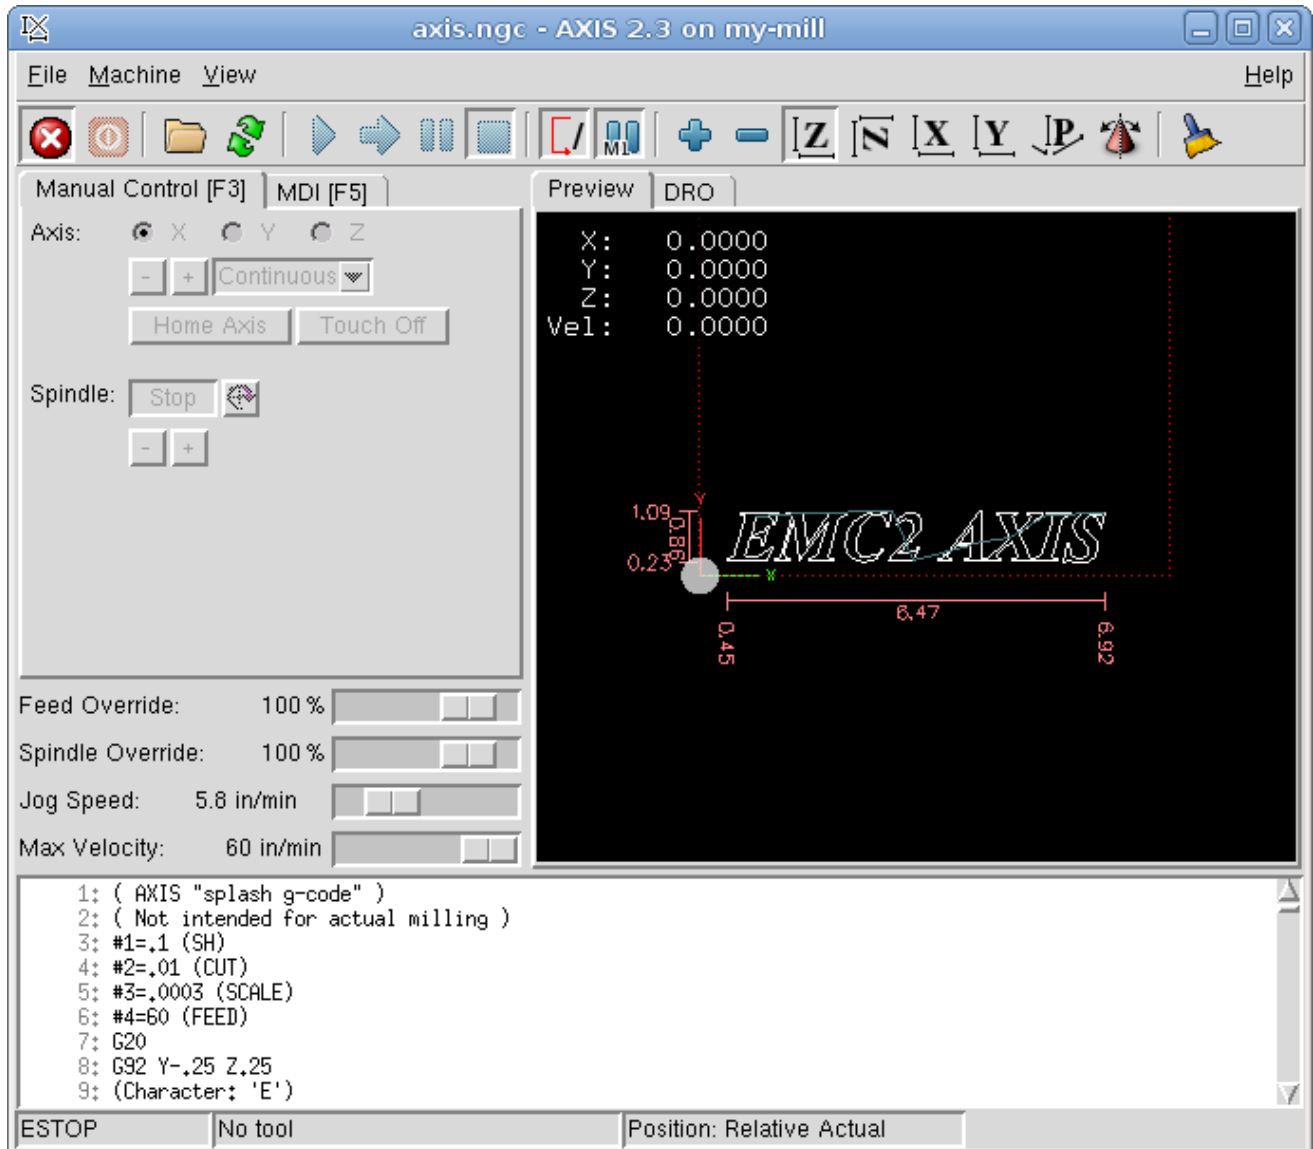 axis.ngc - AXIS 2.3 on my-mill
File Machine View Help
M1 Z N X Y P
Manual Control [F3] MDI [F5]
Preview DRO
Axis: X Y Z
- + Continuous
Home Axis Touch Off
Spindle: Stop
- +
X: 0.0000
Y: 0.0000
Z: 0.0000
Vel: 0.0000
Y
1.09
0.86
0.23
EMC2 AXIS
X
6.47
0.45
6.92
Feed Override: 100 %
Spindle Override: 100 %
Jog Speed: 5.8 in/min
Max Velocity: 60 in/min
1: ( AXIS "splash g-code" )
2: ( Not intended for actual milling )
3: #1=.1 (SH)
4: #2=.01 (CUT)
5: #3=.0003 (SCALE)
6: #4=60 (FEED)
7: G20
8: G92 Y-.25 Z.25
9: (Character: 'E')
ESTOP No tool Position: Relative Actual